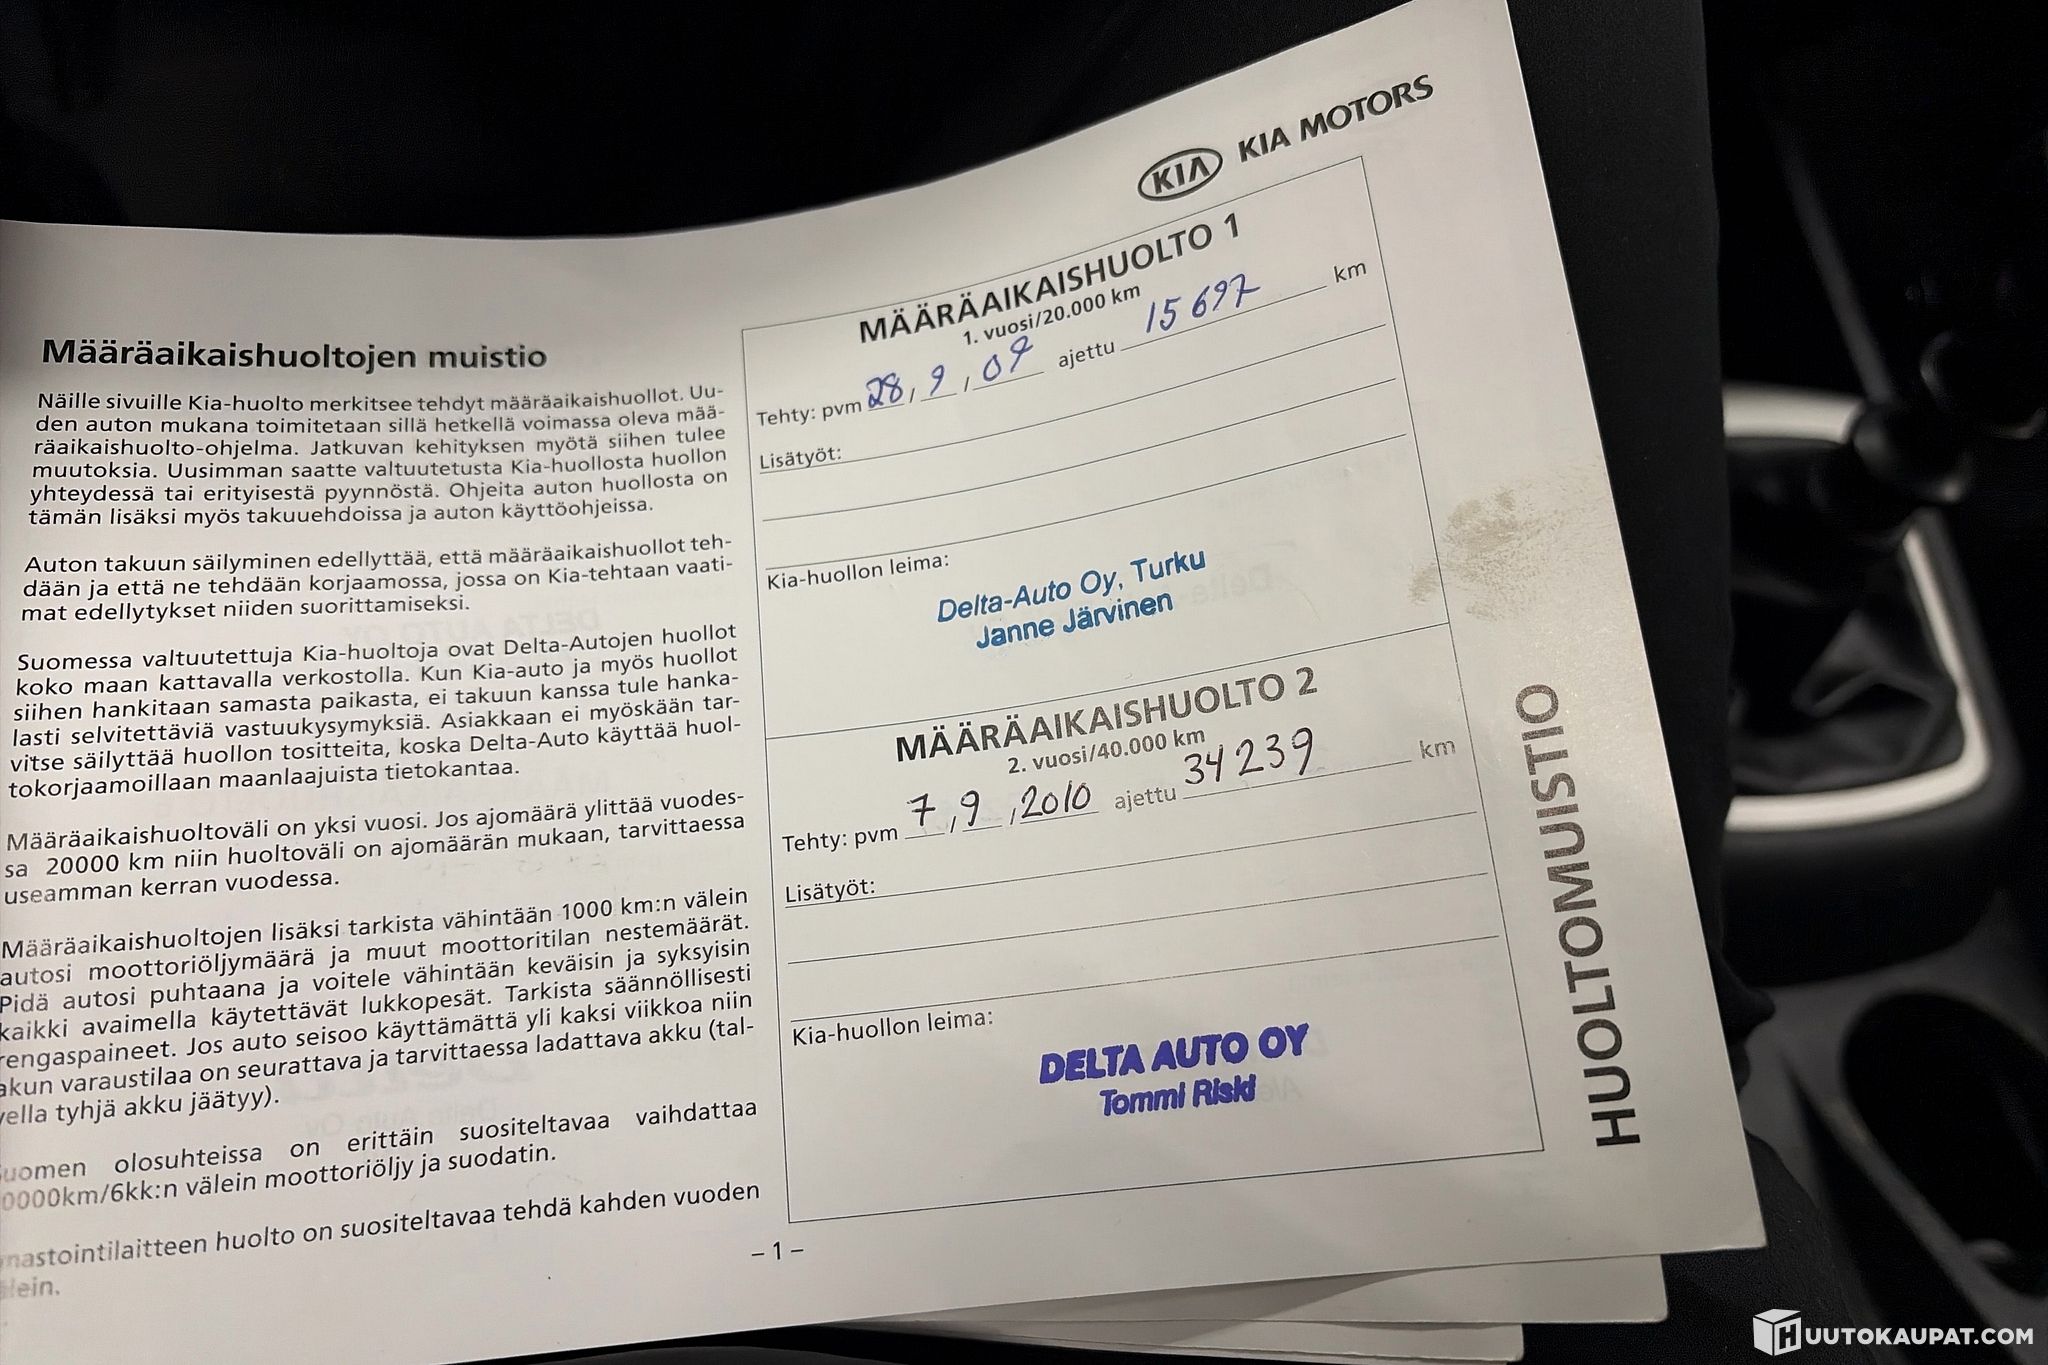 Määräaikaishuoltojen muistio
Näille sivuille Kia-huolto merkitsee tehdyt määräaikaishuollot. Uu-
den auton mukana toimitetaan sillä hetkellä voimassa oleva mää-
räaikaishuolto-ohjelma. Jatkuvan kehityksen myötä siihen tulee
muutoksia. Uusimman saatte valtuutetusta Kia-huollosta huollon
yhteydessä tai erityisestä pyynnöstä. Ohjeita auton huollosta on
tämän lisäksi myös takuuehdoissa ja auton käyttöohjeissa.
Auton takuun säilyminen edellyttää, että määräaikaishuollot teh-
dään ja että ne tehdään korjaamossa, jossa on Kia-tehtaan vaati-
mat edellytykset niiden suorittamiseksi.
Suomessa valtuutettuja Kia-huoltoja ovat Delta-Autojen huollot
koko maan kattavalla verkostolla. Kun Kia-auto ja myös huollot
siihen hankitaan samasta paikasta, ei takuun kanssa tule hanka-
lasti selvitettäviä vastuukysymyksiä. Asiakkaan ei myöskään tar-
vitse säilyttää huollon tositteita, koska Delta-Auto käyttää huol-
tokorjaamoillaan maanlaajuista tietokantaa.
Määräaikaishuoltoväli on yksi vuosi. Jos ajomäärä ylittää vuodes-
sa 20000 km niin huoltoväli on ajomäärän mukaan, tarvittaessa
useamman kerran vuodessa.
Määräaikaishuoltojen lisäksi tarkista vähintään 1000 km:n välein
autosi moottoriöljymäärä ja muut moottoritilan nestemäärät.
Pidä autosi puhtaana ja voitele vähintään keväisin ja syksyisin
kaikki avaimella käytettävät lukkopesät. Tarkista säännöllisesti
rengaspaineet. Jos auto seisoo käyttämättä yli kaksi viikkoa niin
akun varaustilaa on seurattava ja tarvittaessa ladattava akku (tal-
vella tyhjä akku jäätyy).
uomen olosuhteissa on erittäin suositeltavaa vaihdattaa
0000km/6kk:n välein moottoriöljy ja suodatin.
mastointilaitteen huolto on suositeltavaa tehdä kahden vuoden
älein.
KIA KIA MOTORS
MÄÄRÄAIKAISHUOLTO 1
1. vuosi/20.000 km
Tehty: pvm 28, 9, 09 ajettu 15 697 km
Lisätyöt:
Kia-huollon leima:
Delta-Auto Oy, Turku
Janne Järvinen
MÄÄRÄAIKAISHUOLTO 2
2. vuosi/40.000 km
Tehty: pvm 7, 9, 2010 ajettu 34 239 km
Lisätyöt:
Kia-huollon leima:
DELTA AUTO OY
Tommi Riski
– 1 –
HUOLTOMUISTIO
HUUTOKAUPAT.COM